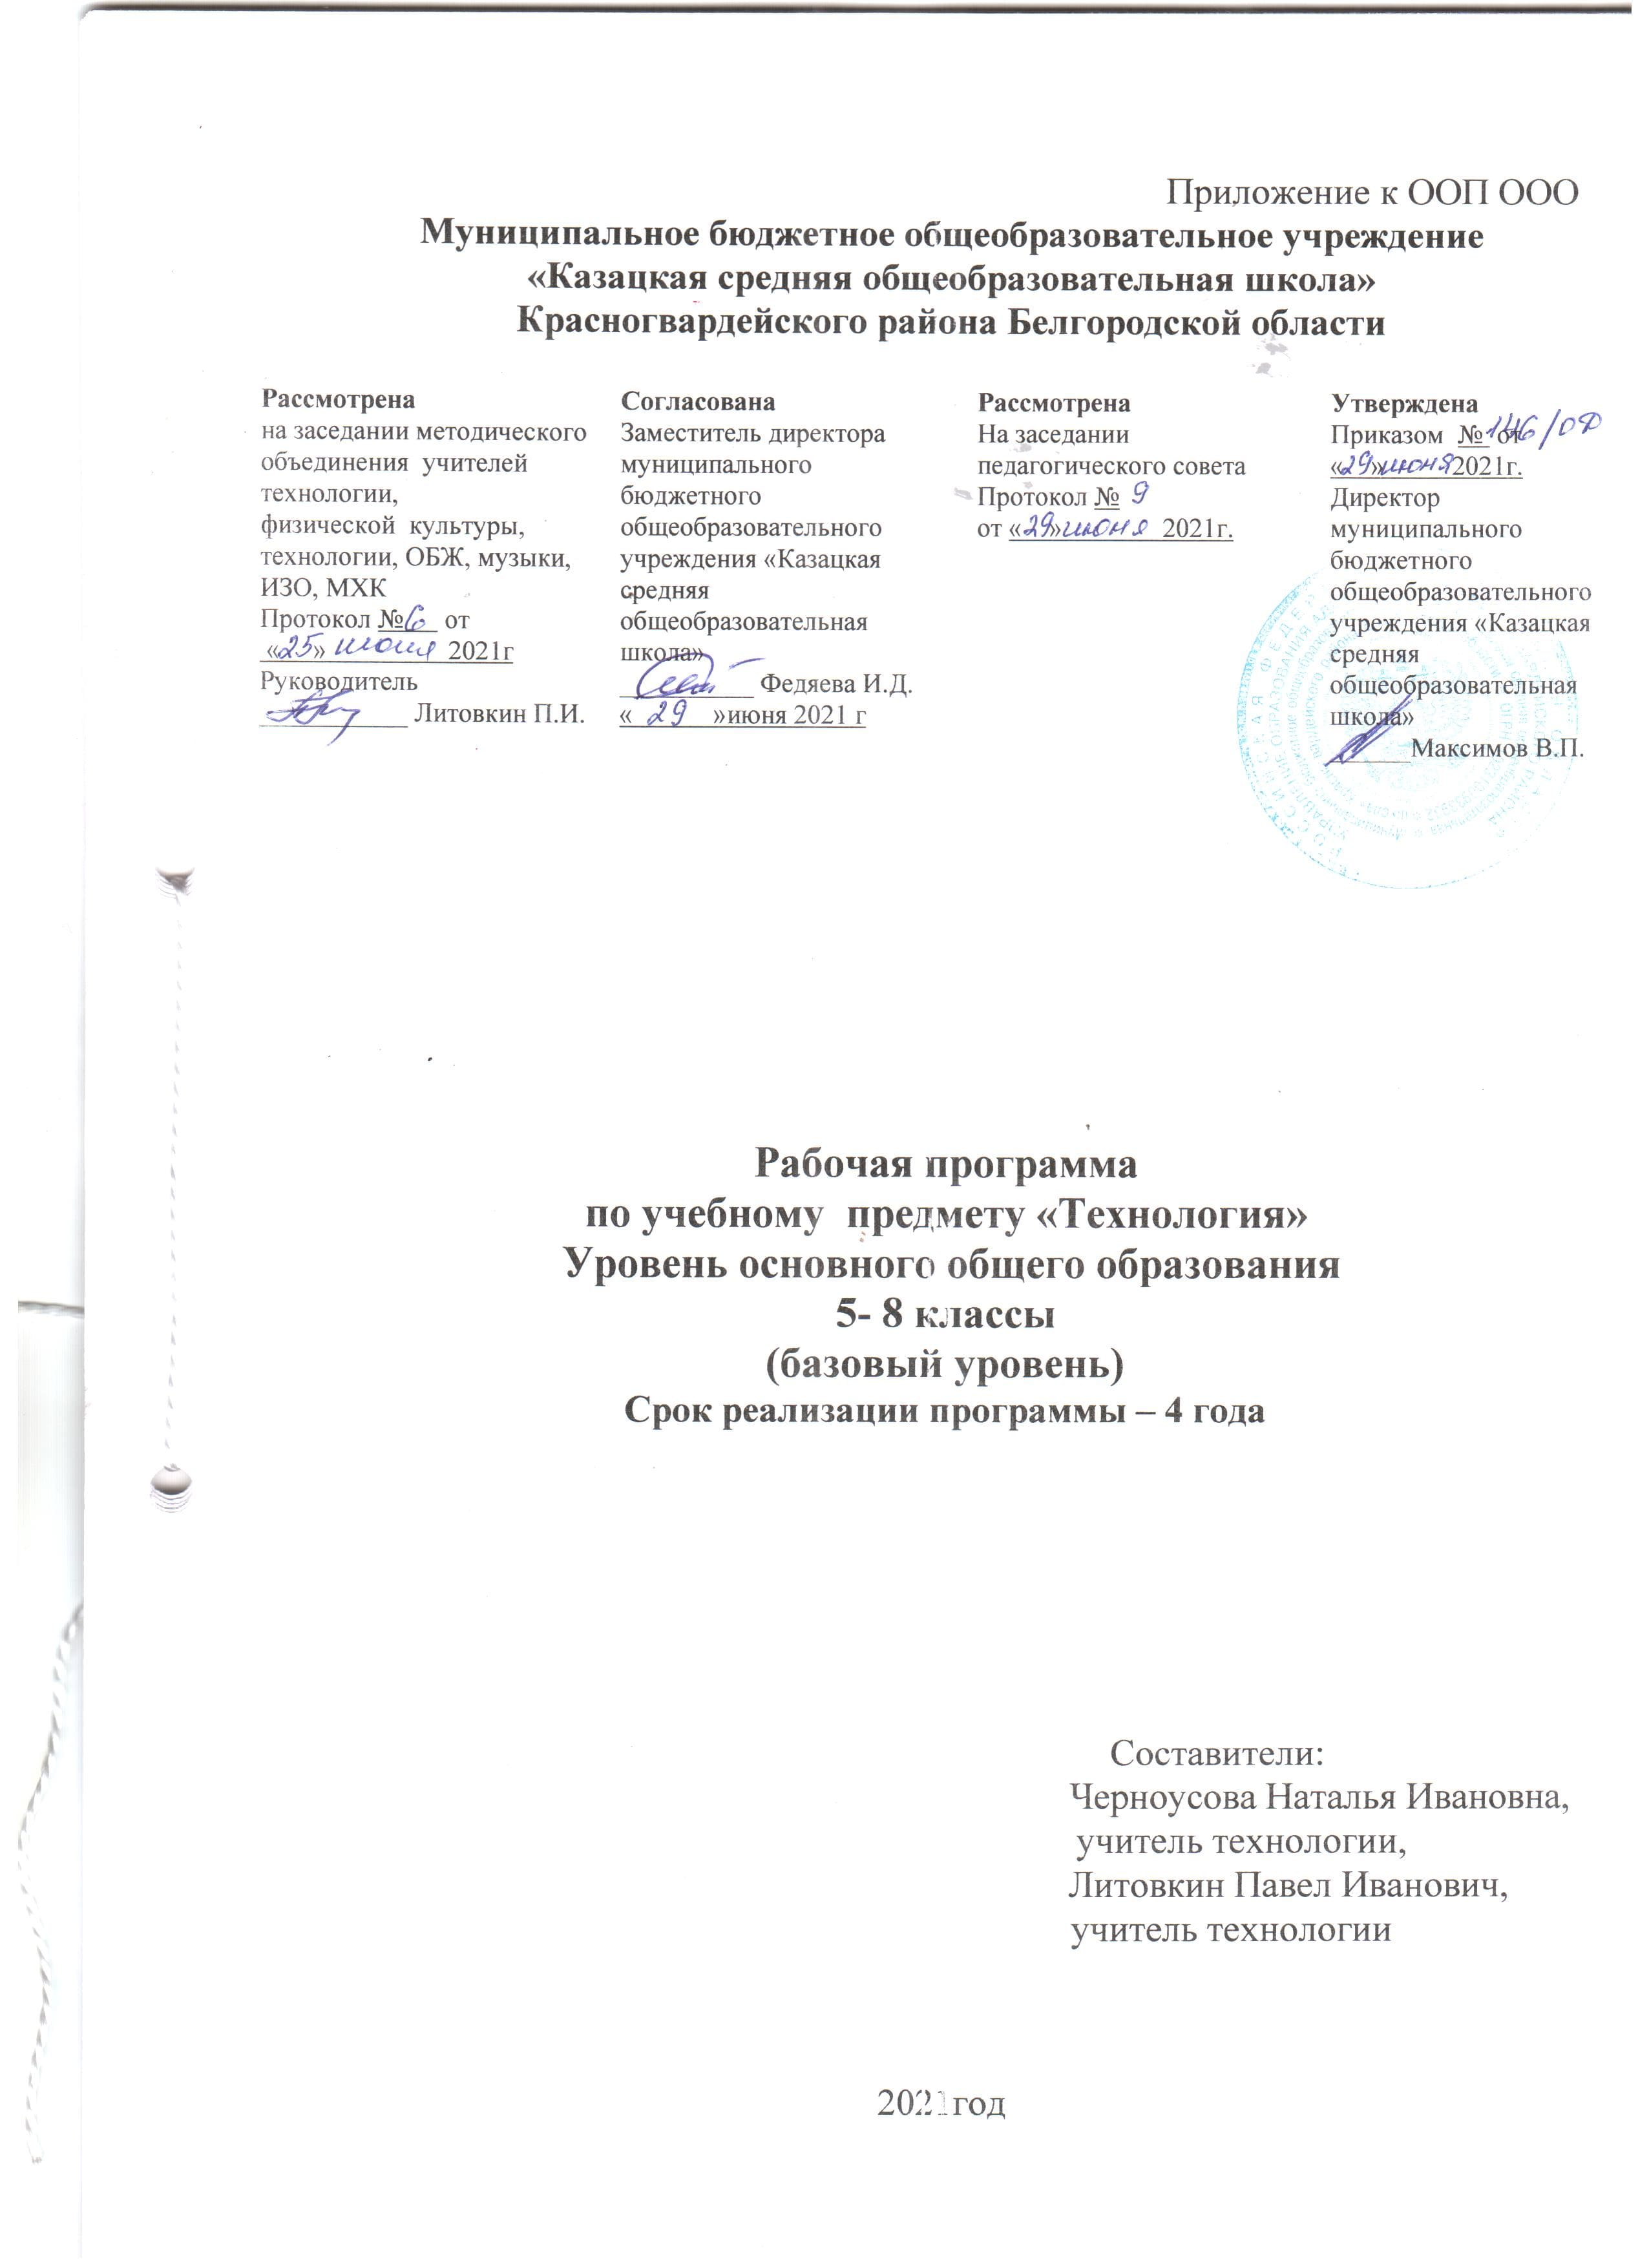 Приложение к ООП ООО
Муниципальное бюджетное общеобразовательное учреждение
«Казацкая средняя общеобразовательная школа»
Красногвардейского района Белгородской области
Рассмотрена
на заседании методического
объединения учителей
технологии,
физической культуры,
технологии, ОБЖ, музыки,
ИЗО, МХК
Протокол №6 от
«25» июня 2021г
Руководитель
Литовкин П.И.
Согласована
Заместитель директора
муниципального
бюджетного
общеобразовательного
учреждения «Казацкая
средняя
общеобразовательная
школа»
Федяева И.Д.
« 29 »июня 2021 г
Рассмотрена
На заседании
педагогического совета
Протокол № 9
от «29»июня 2021г.
Утверждена
Приказом № 146/ОД от
«29»июня2021г.
Директор
муниципального
бюджетного
общеобразовательного
учреждения «Казацкая
средняя
общеобразовательная
школа»
Максимов В.П.
Рабочая программа
по учебному предмету «Технология»
Уровень основного общего образования
5- 8 классы
(базовый уровень)
Срок реализации программы – 4 года
Составители:
Черноусова Наталья Ивановна,
учитель технологии,
Литовкин Павел Иванович,
учитель технологии
2021год